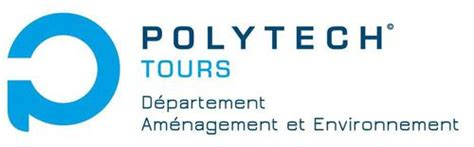 POLYTECH©
TOURS
Département
Aménagement et Environnement